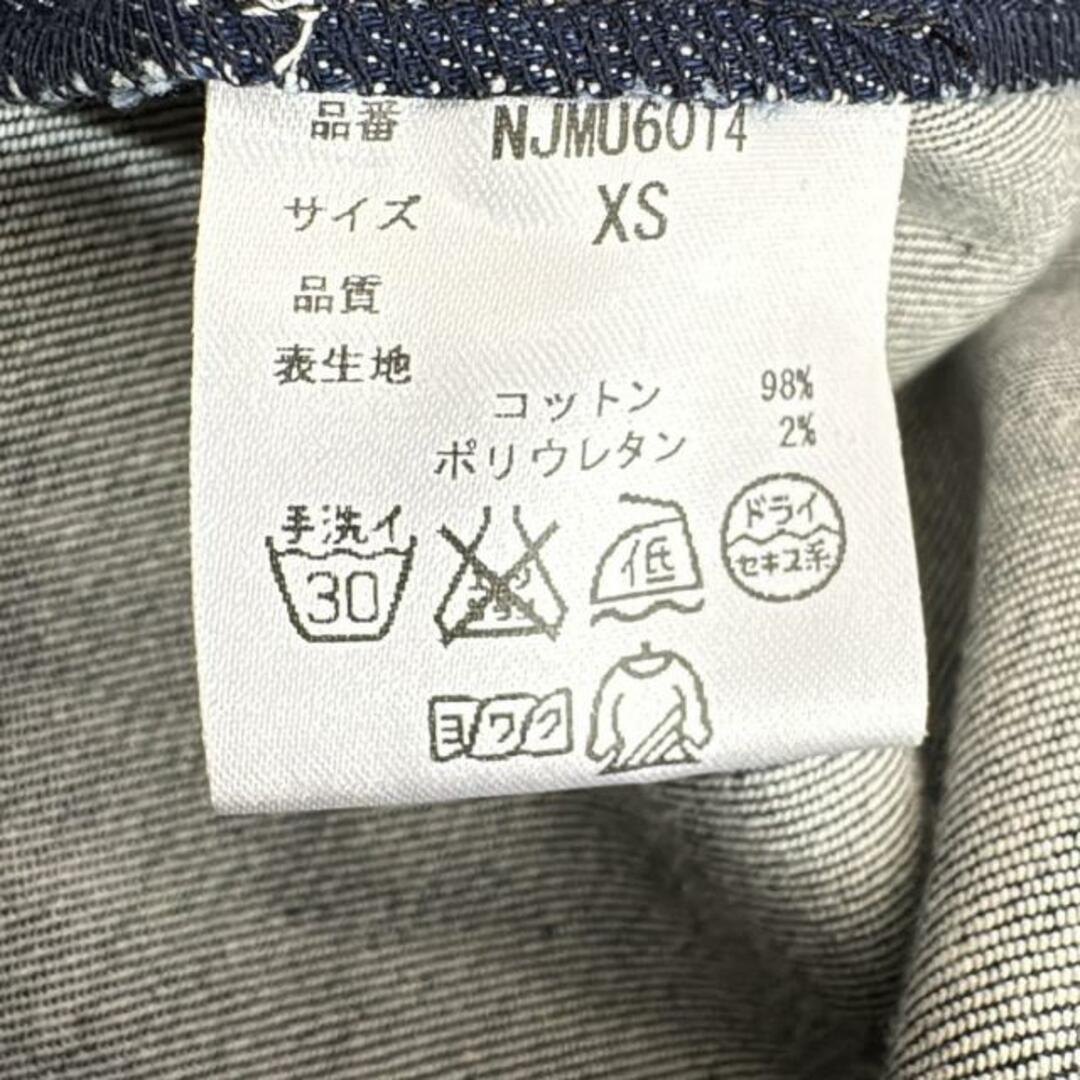 品番 NJMU6014
サイズ XS
品質
表生地
コットン 98%
ポリウレタン 2%
手洗イ
30
低
ドライ
セキユ系
ヨワク